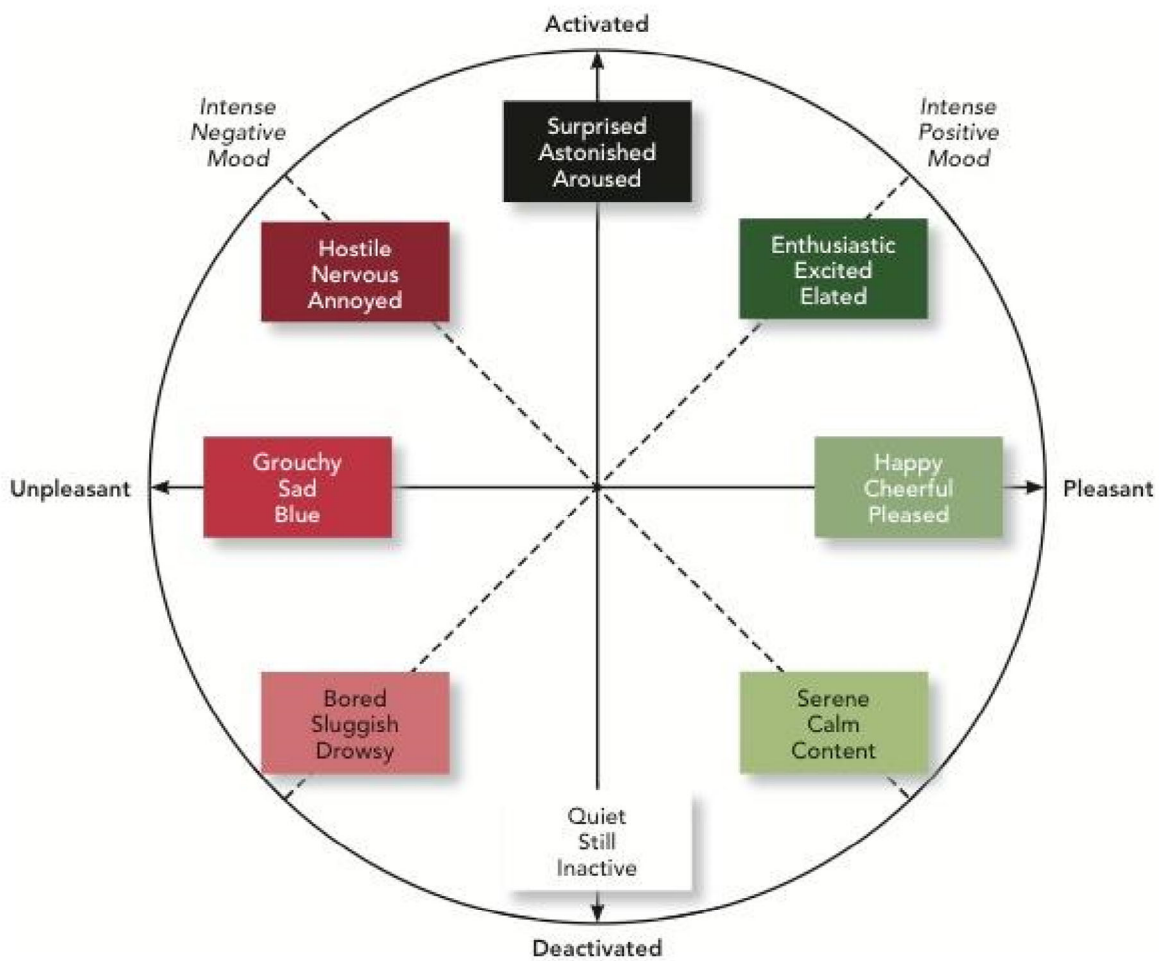 Activated
Intense
Negative
Mood
Intense
Positive
Mood
Surprised
Astonished
Aroused
Hostile
Nervous
Annoyed
Enthusiastic
Excited
Elated
Unpleasant
Grouchy
Sad
Blue
Happy
Cheerful
Pleased
Pleasant
Bored
Sluggish
Drowsy
Serene
Calm
Content
Quiet
Still
Inactive
Deactivated